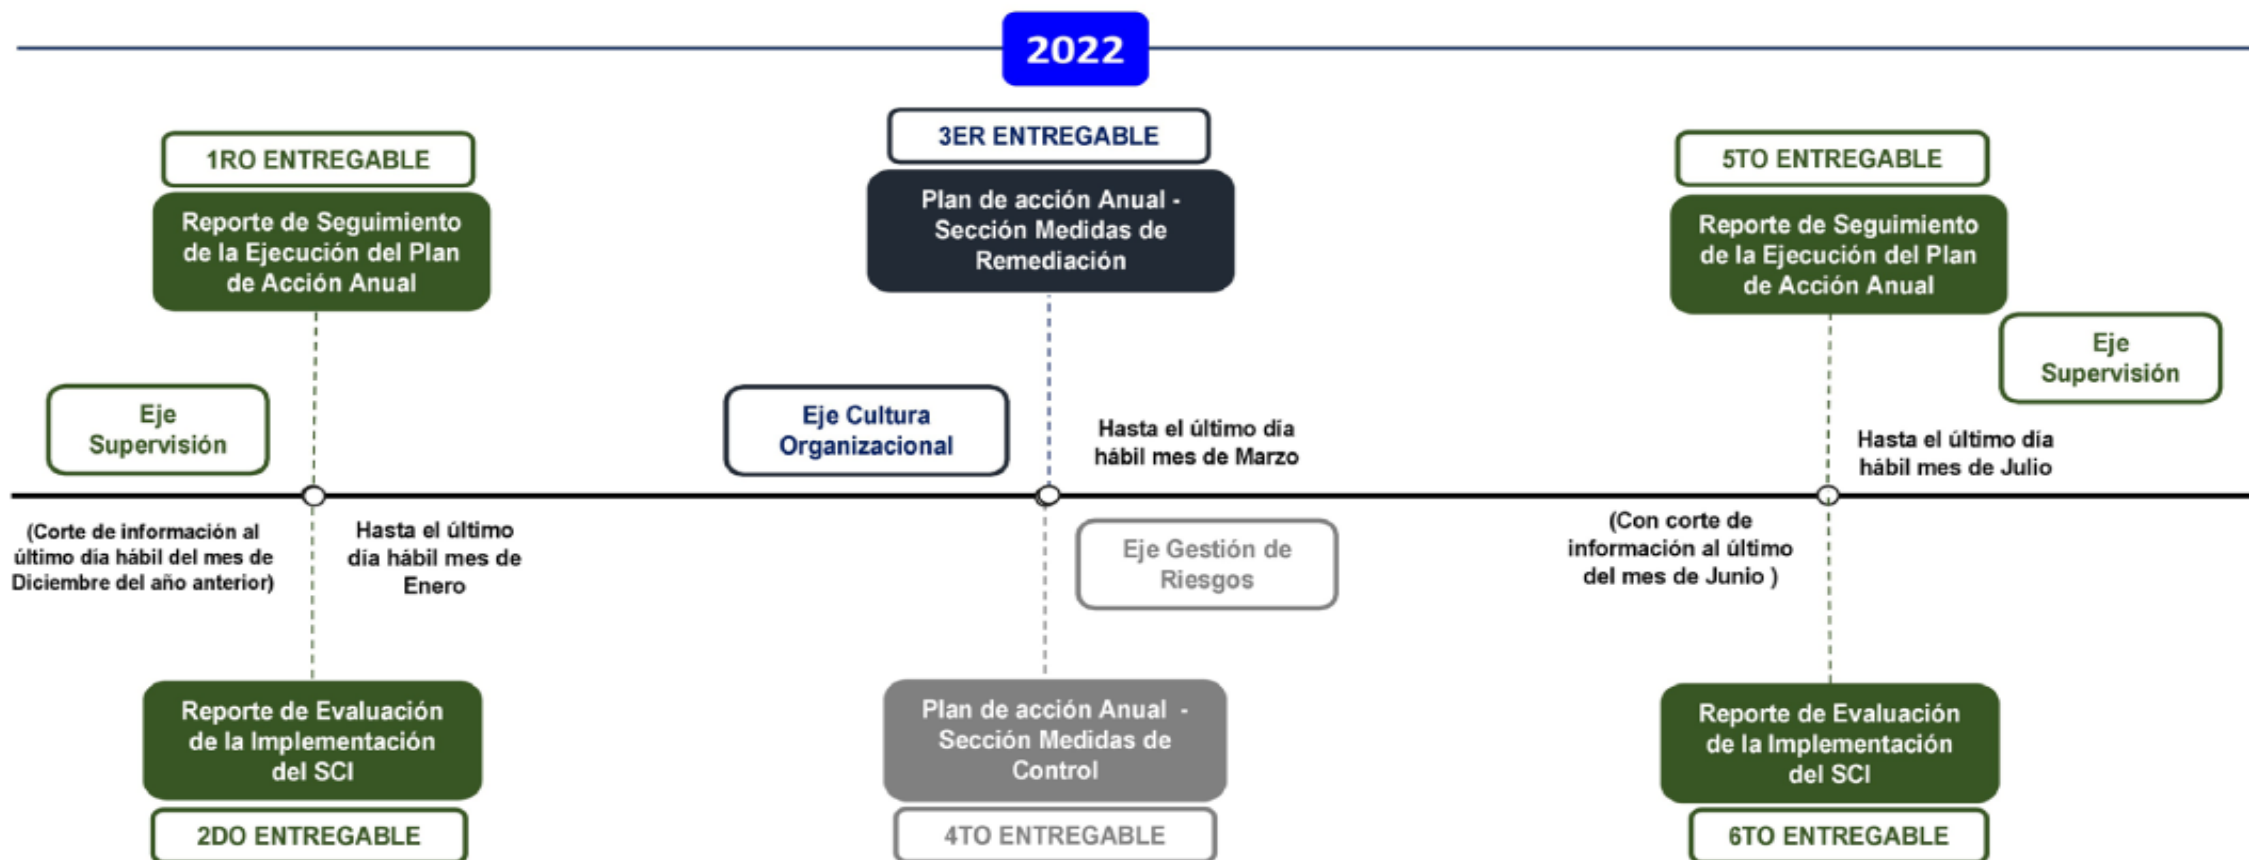 2022
1RO ENTREGABLE
Reporte de Seguimiento
de la Ejecución del Plan
de Acción Anual
Eje
Supervisión
(Corte de información al
último día hábil del mes de
Diciembre del año anterior)
Hasta el último
día hábil mes de
Enero
Reporte de Evaluación
de la Implementación
del SCI
2DO ENTREGABLE
3ER ENTREGABLE
Plan de acción Anual -
Sección Medidas de
Remediación
Eje Cultura
Organizacional
Hasta el último día
hábil mes de Marzo
Eje Gestión de
Riesgos
Plan de acción Anual -
Sección Medidas de
Control
4TO ENTREGABLE
5TO ENTREGABLE
Reporte de Seguimiento
de la Ejecución del Plan
de Acción Anual
Eje
Supervisión
Hasta el último día
hábil mes de Julio
(Con corte de
información al último
del mes de Junio )
Reporte de Evaluación
de la Implementación
del SCI
6TO ENTREGABLE